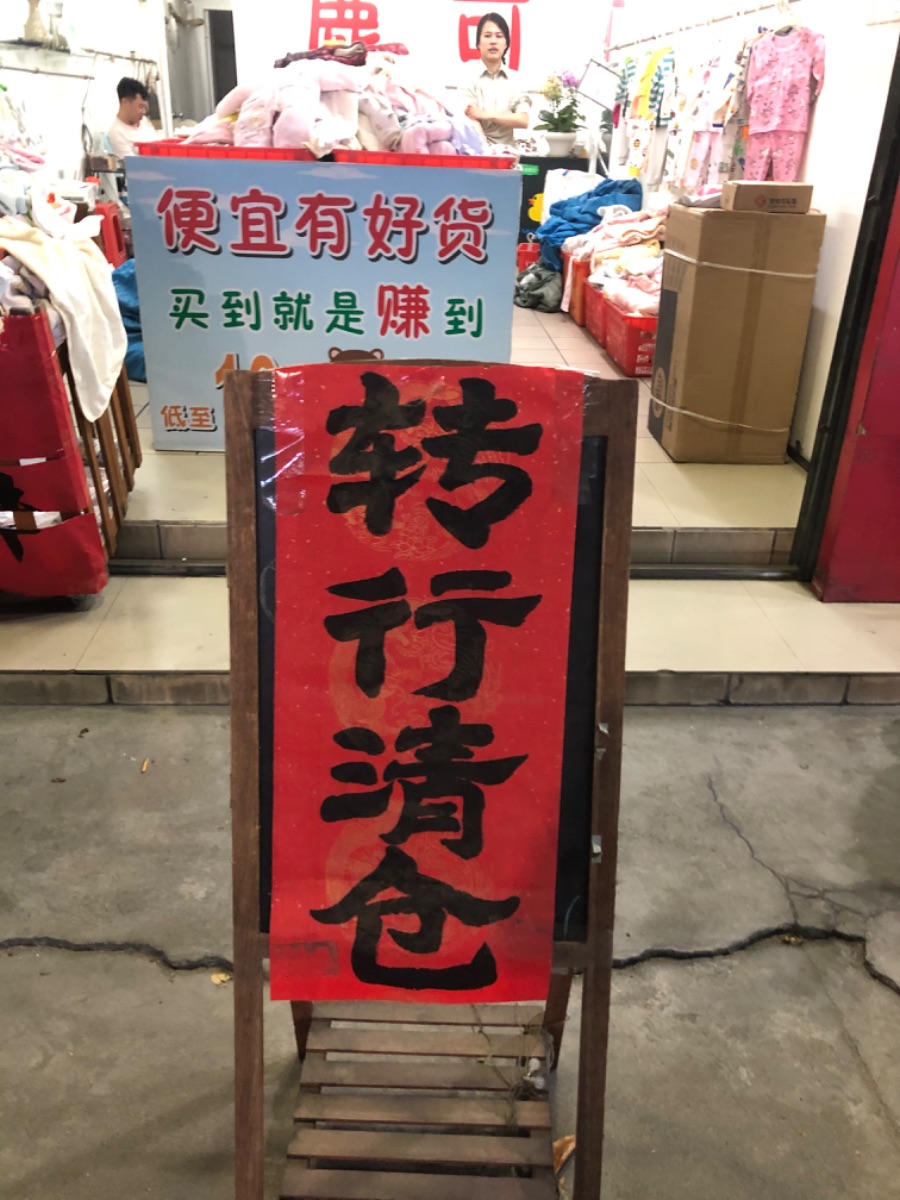 便宜有好货
买到就是赚到
低至
转行清仓